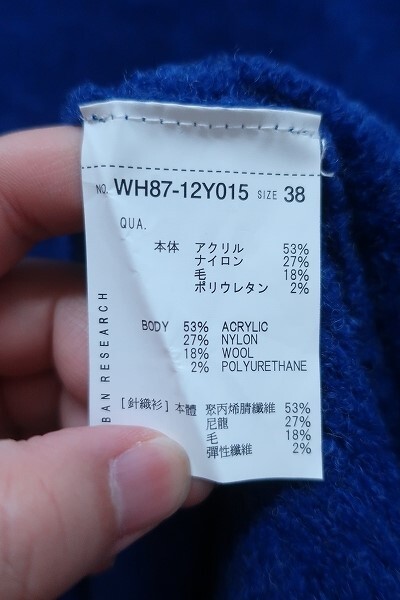 NO. WH87-12Y015 SIZE 38
QUA.
本体 アクリル 53%
ナイロン 27%
毛 18%
ポリウレタン 2%
BODY 53% ACRYLIC
27% NYLON
18% WOOL
2% POLYURETHANE
[針織衫] 本體 聚丙烯腈纖維 53%
尼龍 27%
毛 18%
彈性纖維 2%
BAN RESEARCH